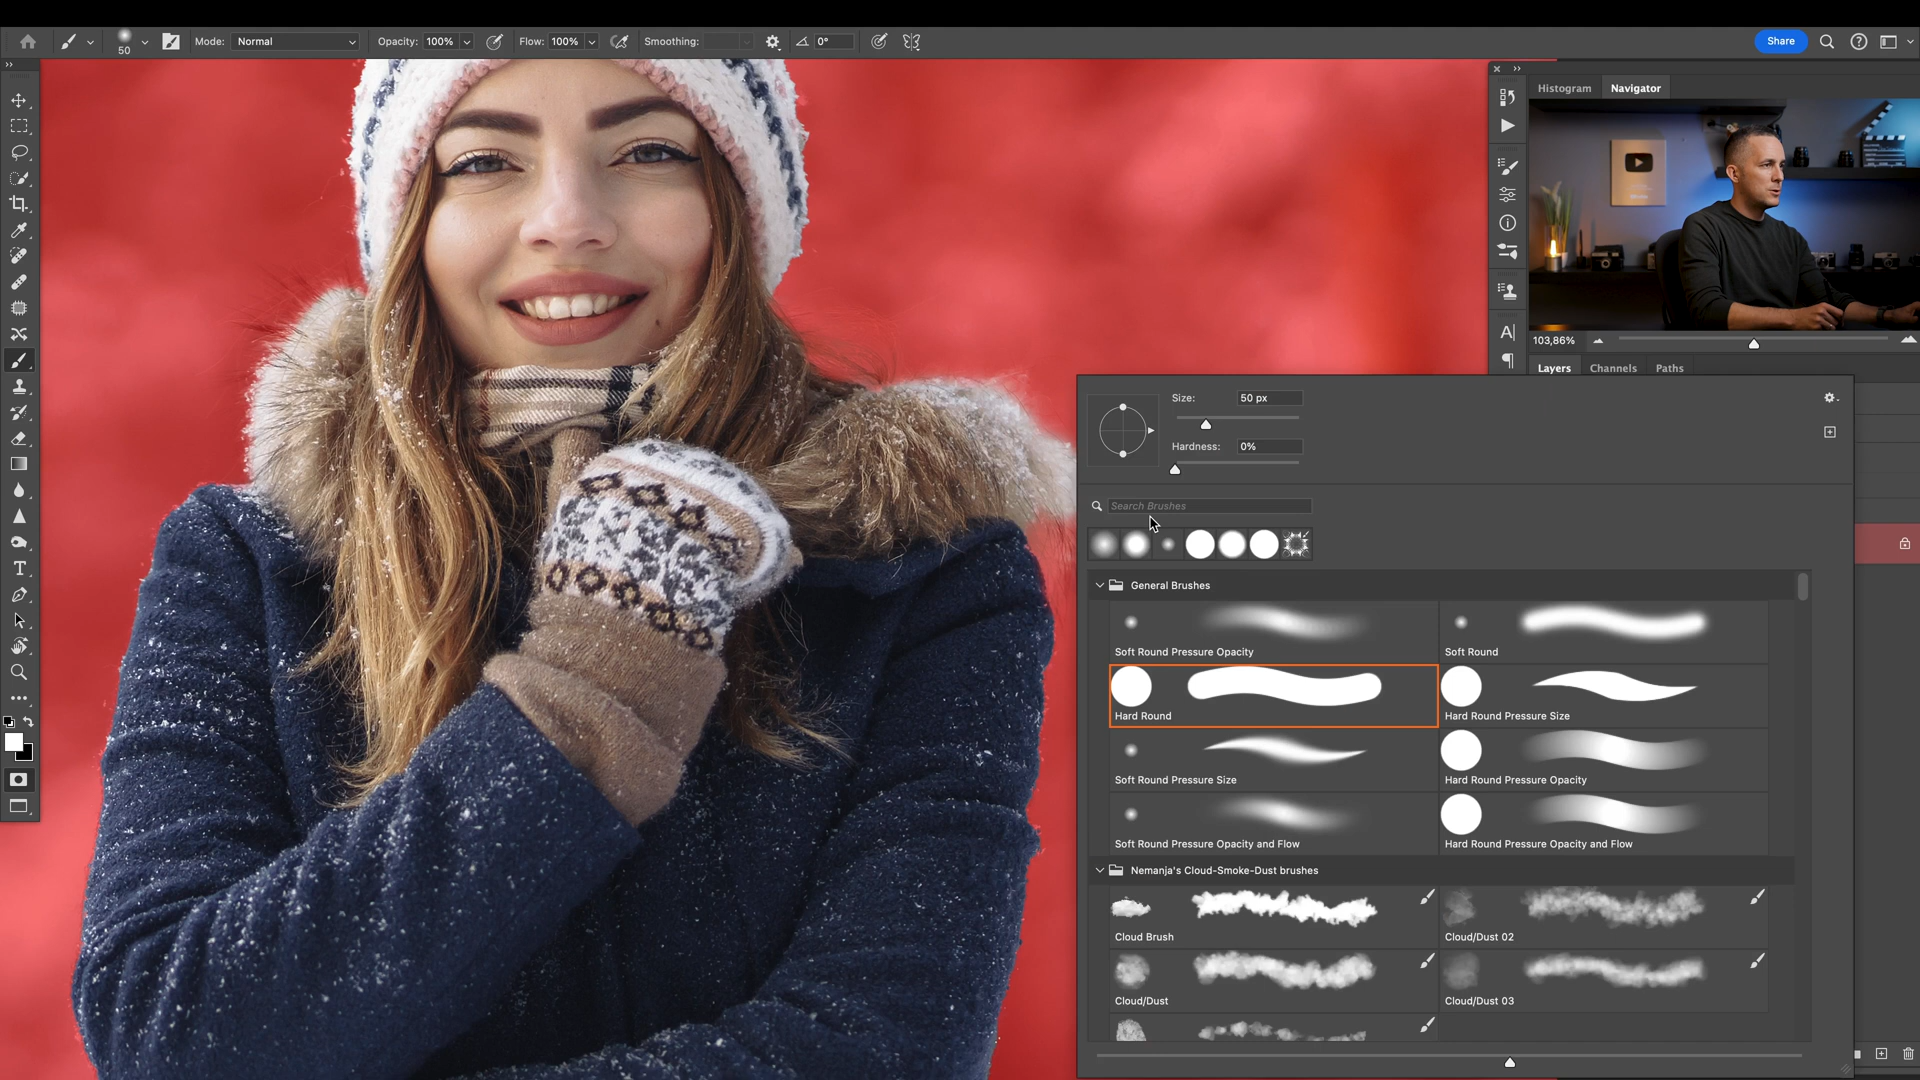 50
Mode: Normal
Opacity: 100%
Flow: 100%
Smoothing:
0°
Share
Histogram
Navigator
103,86%
Layers
Channels
Paths
Size: 50 px
Hardness: 0%
Search Brushes
General Brushes
Soft Round Pressure Opacity
Soft Round
Hard Round
Hard Round Pressure Size
Soft Round Pressure Size
Hard Round Pressure Opacity
Soft Round Pressure Opacity and Flow
Hard Round Pressure Opacity and Flow
Nemanja's Cloud-Smoke-Dust brushes
Cloud Brush
Cloud/Dust 02
Cloud/Dust
Cloud/Dust 03